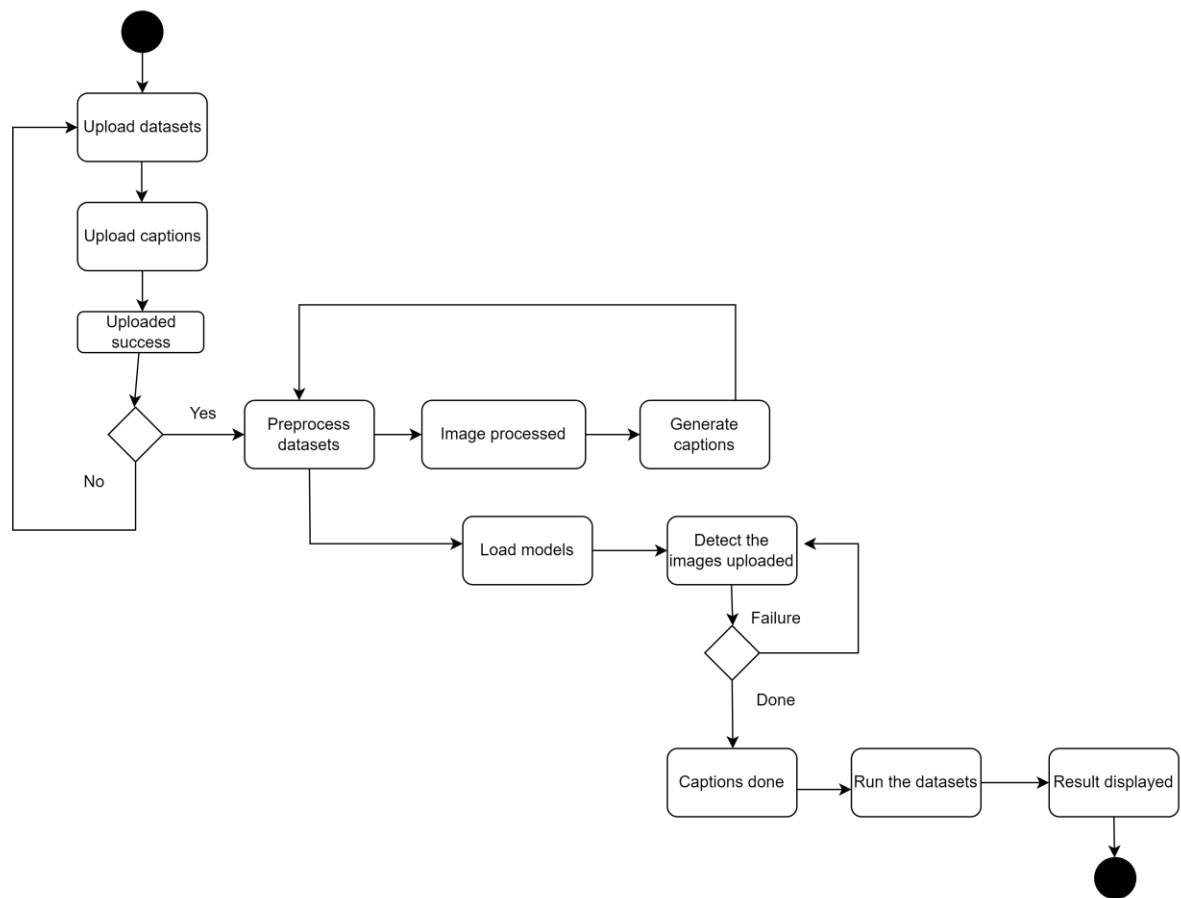 Upload datasets
Upload captions
Uploaded
success
Yes
No
Preprocess
datasets
Image processed
Generate
captions
Load models
Detect the
images uploaded
Failure
Done
Captions done
Run the datasets
Result displayed